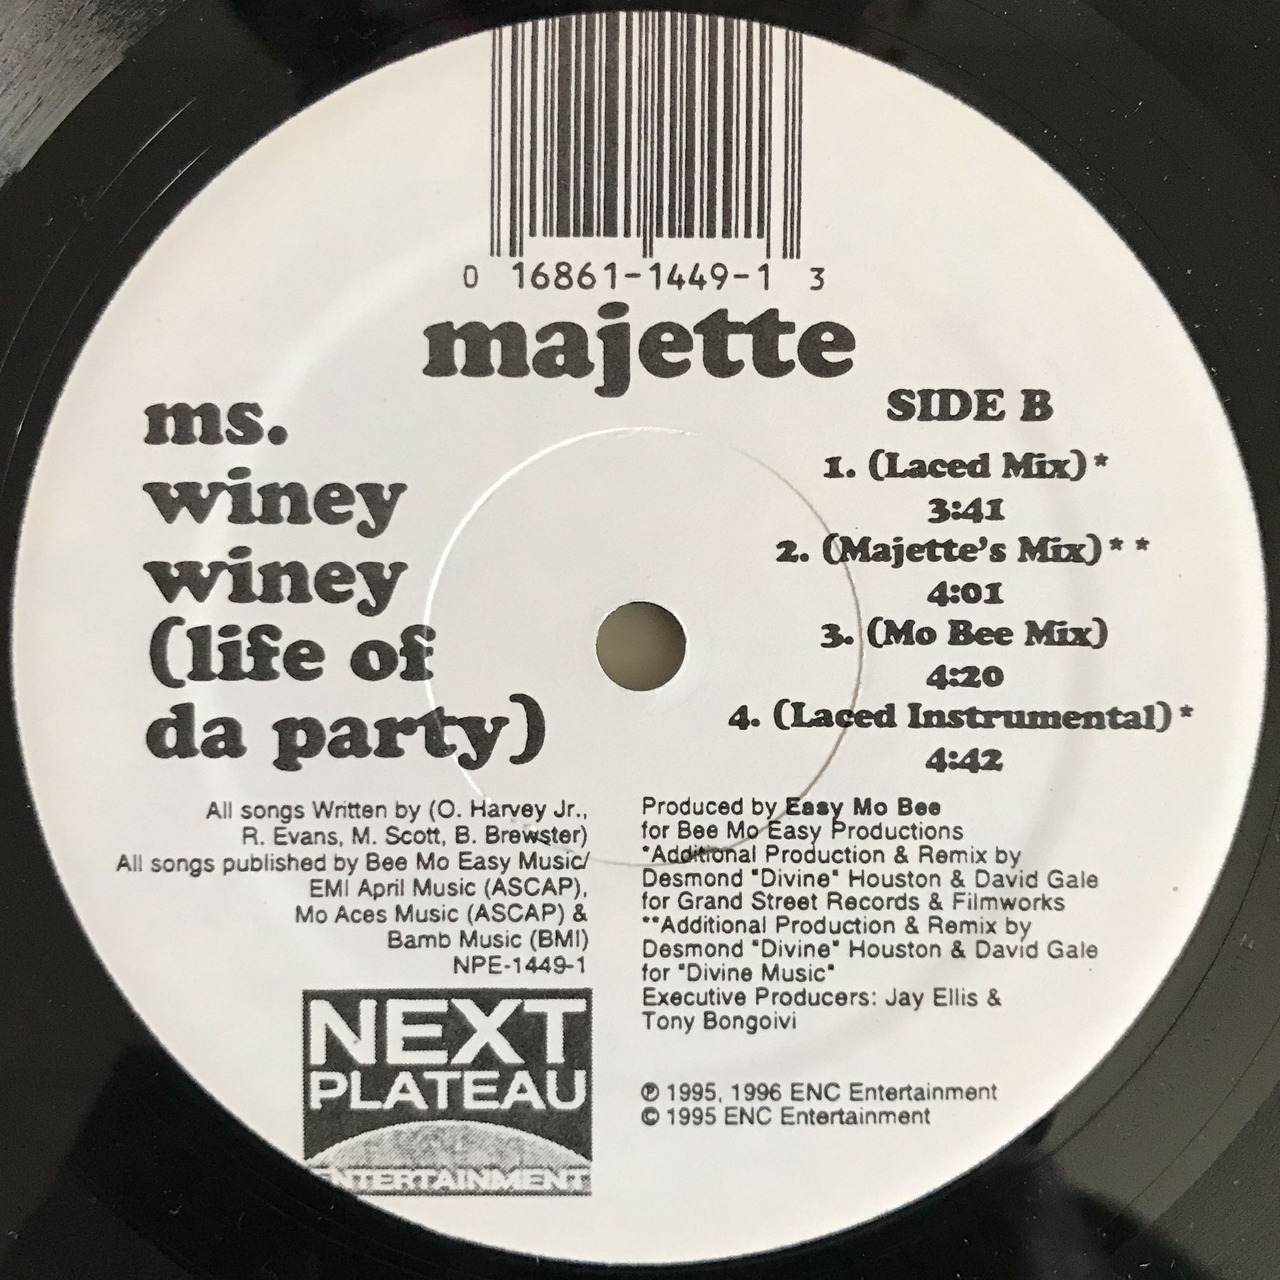 0 16861-1449-1 3
majette
ms.
winey
winey
(life of
da party)
SIDE B
1. (Laced Mix)*
3:41
2. (Majette's Mix)* *
4:01
3. (Mo Bee Mix)
4:20
4. (Laced Instrumental)*
4:42
All songs Written by (O. Harvey Jr.,
R. Evans, M. Scott, B. Brewster)
All songs published by Bee Mo Easy Music/
EMI April Music (ASCAP),
Mo Aces Music (ASCAP) &
Bamb Music (BMI)
NPE-1449-1
NEXT
PLATEAU
ENTERTAINMENT
Produced by Easy Mo Bee
for Bee Mo Easy Productions
*Additional Production & Remix by
Desmond "Divine" Houston & David Gale
for Grand Street Records & Filmworks
**Additional Production & Remix by
Desmond "Divine" Houston & David Gale
for "Divine Music"
Executive Producers: Jay Ellis &
Tony Bongoivi
℗ 1995, 1996 ENC Entertainment
© 1995 ENC Entertainment